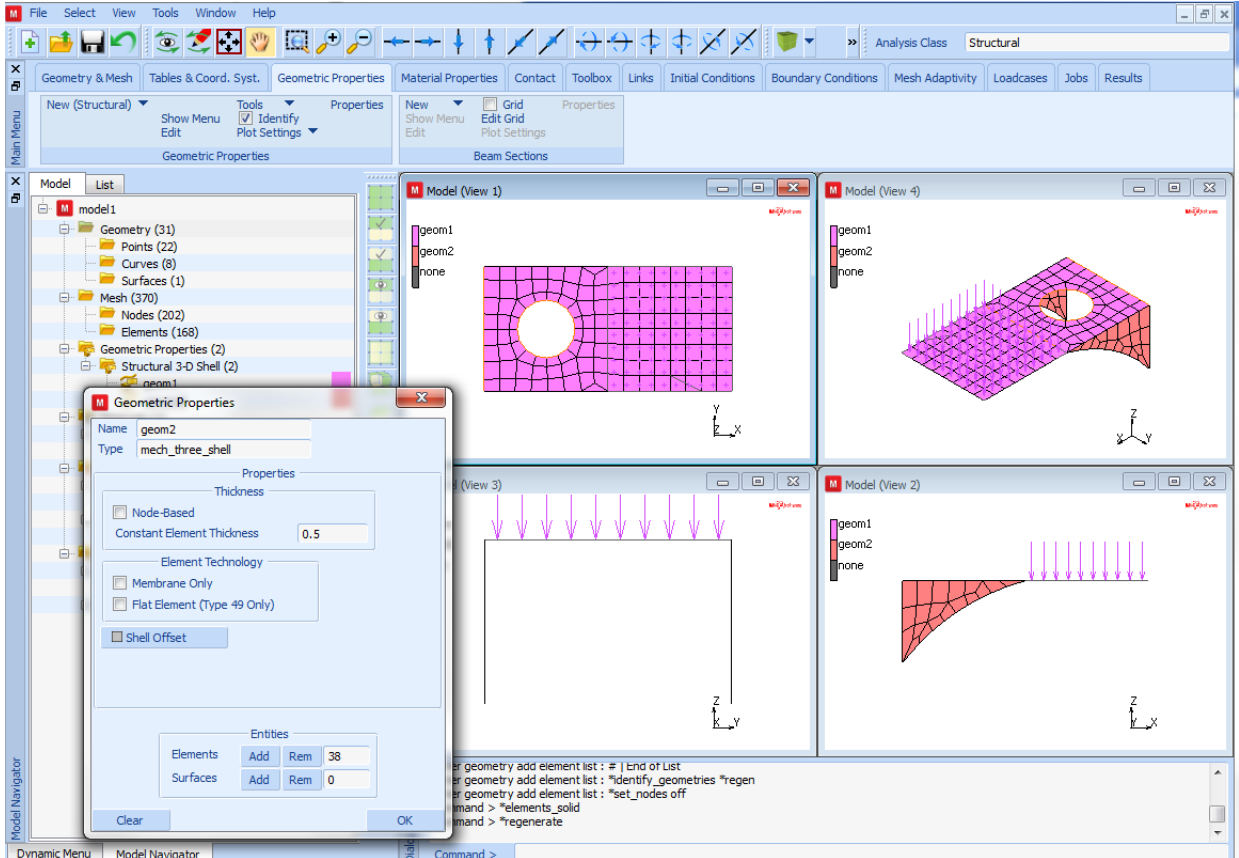 File Select View Tools Window Help
» Analysis Class Structural
Geometry & Mesh Tables & Coord. Syst. Geometric Properties Material Properties Contact Toolbox Links Initial Conditions Boundary Conditions Mesh Adaptivity Loadcases Jobs Results
Main Menu
New (Structural) Tools Properties
Show Menu Identify
Edit Plot Settings
Geometric Properties
New Grid Properties
Show Menu Edit Grid
Edit Plot Settings
Beam Sections
Model Navigator
Model List
model1
Geometry (31)
Points (22)
Curves (8)
Surfaces (1)
Mesh (370)
Nodes (202)
Elements (168)
Geometric Properties (2)
Structural 3-D Shell (2)
geom1
Geometric Properties
Name geom2
Type mech_three_shell
Properties
Thickness
Node-Based
Constant Element Thickness 0.5
Element Technology
Membrane Only
Flat Element (Type 49 Only)
Shell Offset
Entities
Elements Add Rem 38
Surfaces Add Rem 0
Clear OK
Model (View 1)
geom1
geom2
none
Y
Z X
Model (View 4)
geom1
geom2
none
Z
X Y
(View 3)
Z
X Y
Model (View 2)
geom1
geom2
none
Z
Y X
er geometry add element list : # | End of List
er geometry add element list : *identify_geometries *regen
er geometry add element list : *set_nodes off
mmand > *elements_solid
mmand > *regenerate
Command >
Dynamic Menu Model Navigator